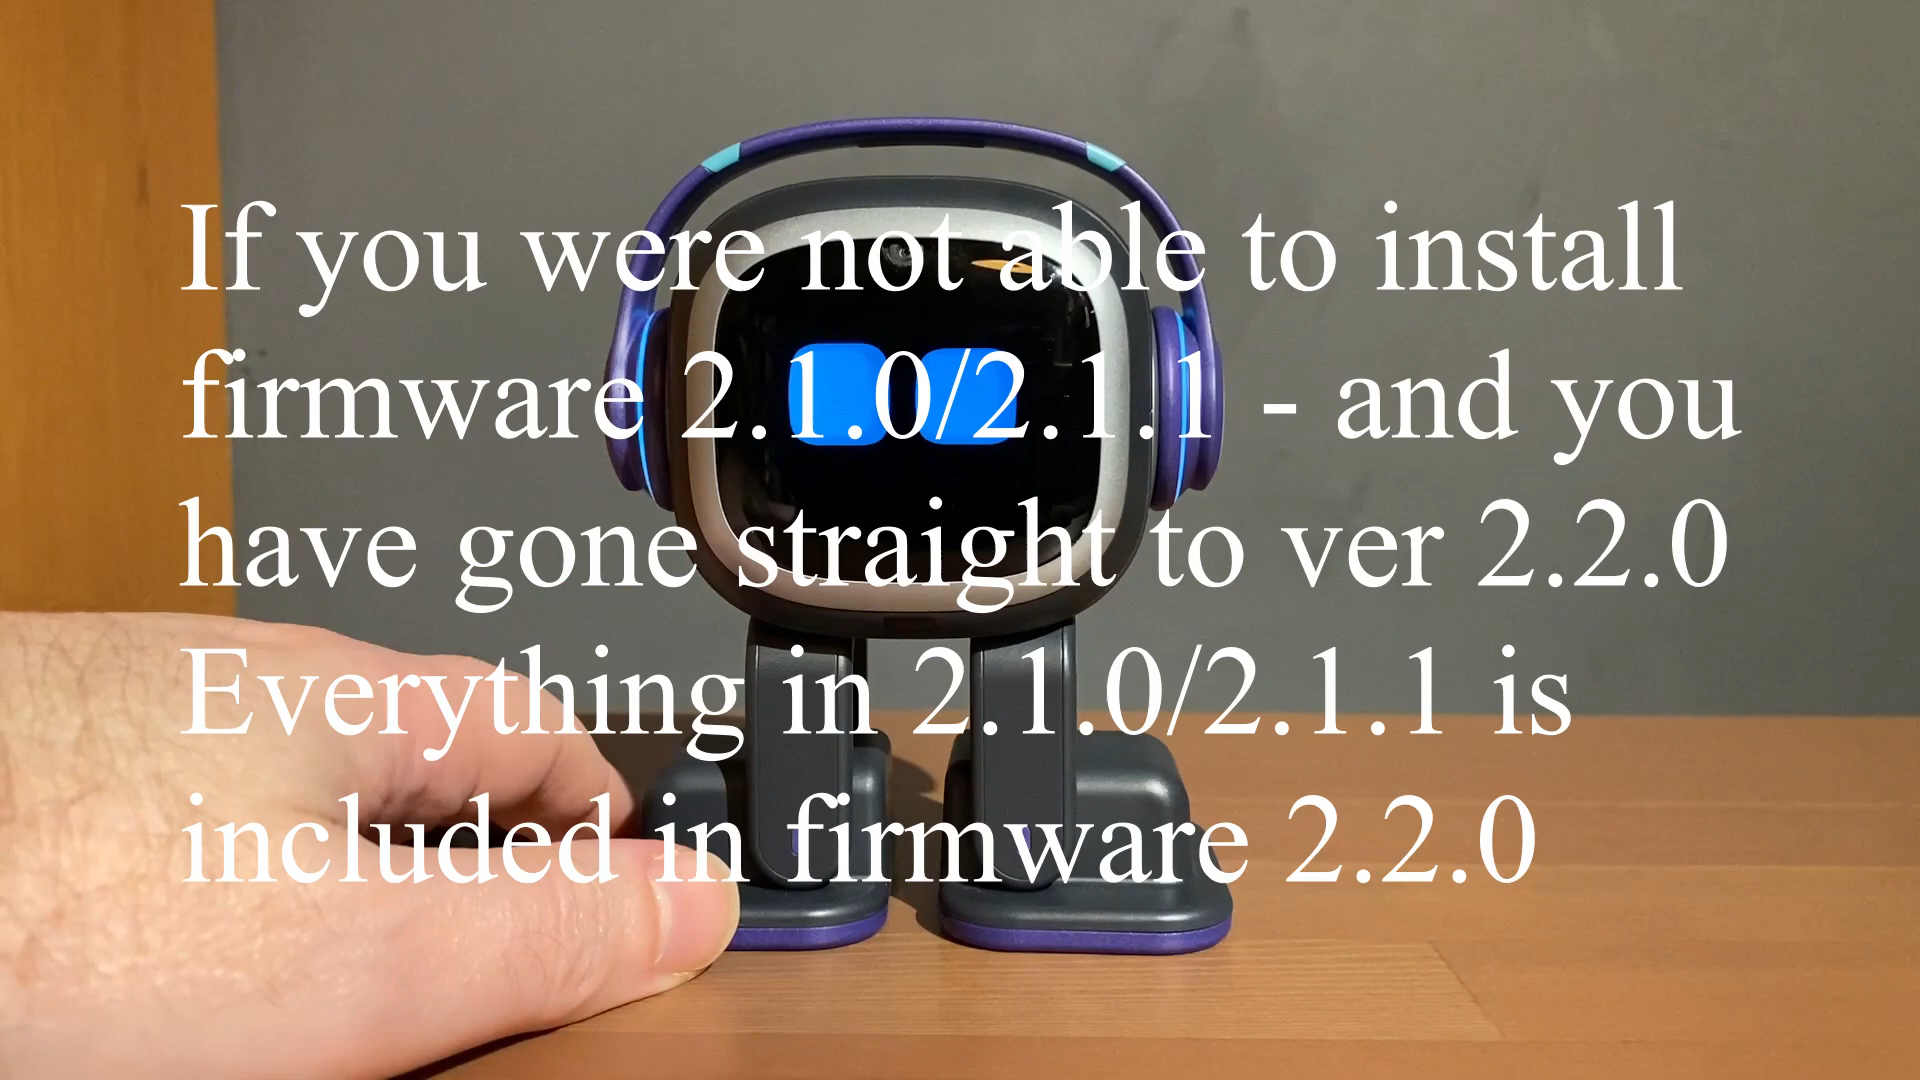 If you were not able to install
firmware 2.1.0/2.1.1 - and you
have gone straight to ver 2.2.0
Everything in 2.1.0/2.1.1 is
included in firmware 2.2.0